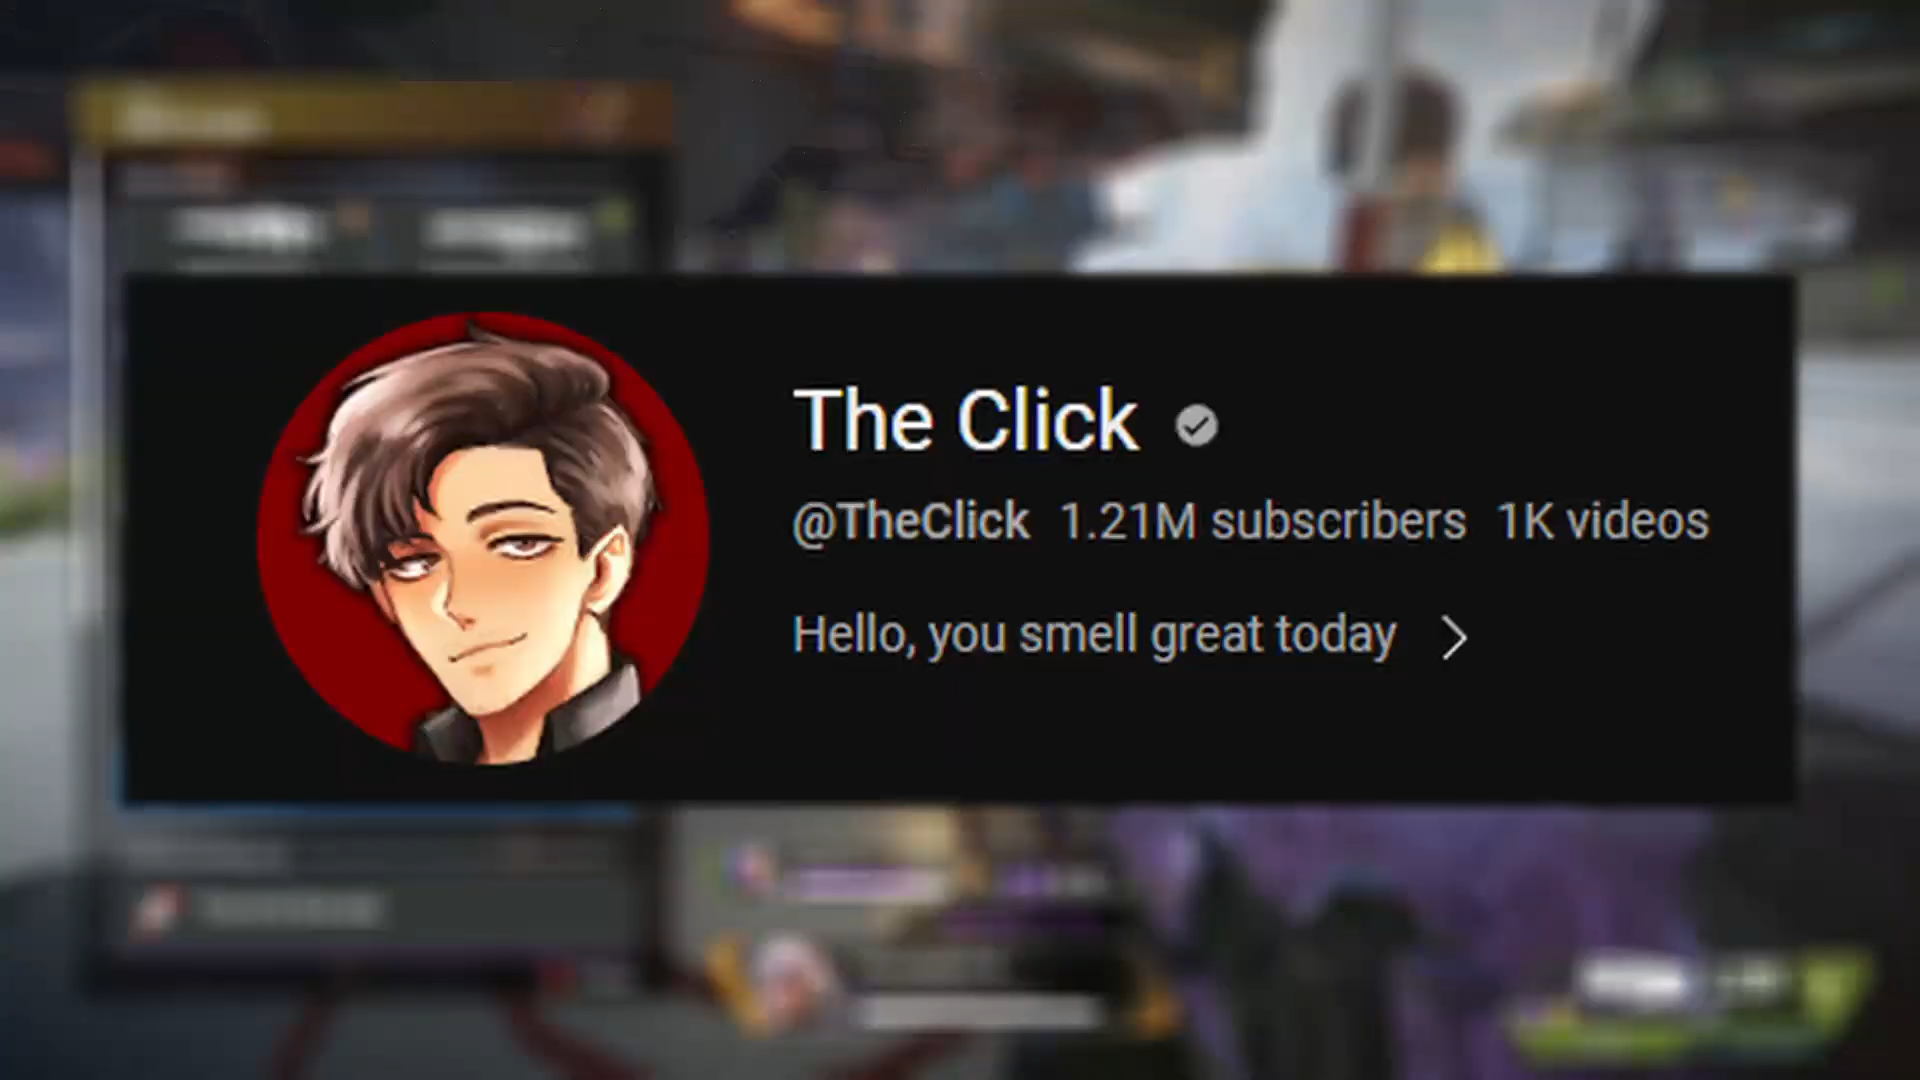 The Click
@TheClick 1.21M subscribers 1K videos
Hello, you smell great today